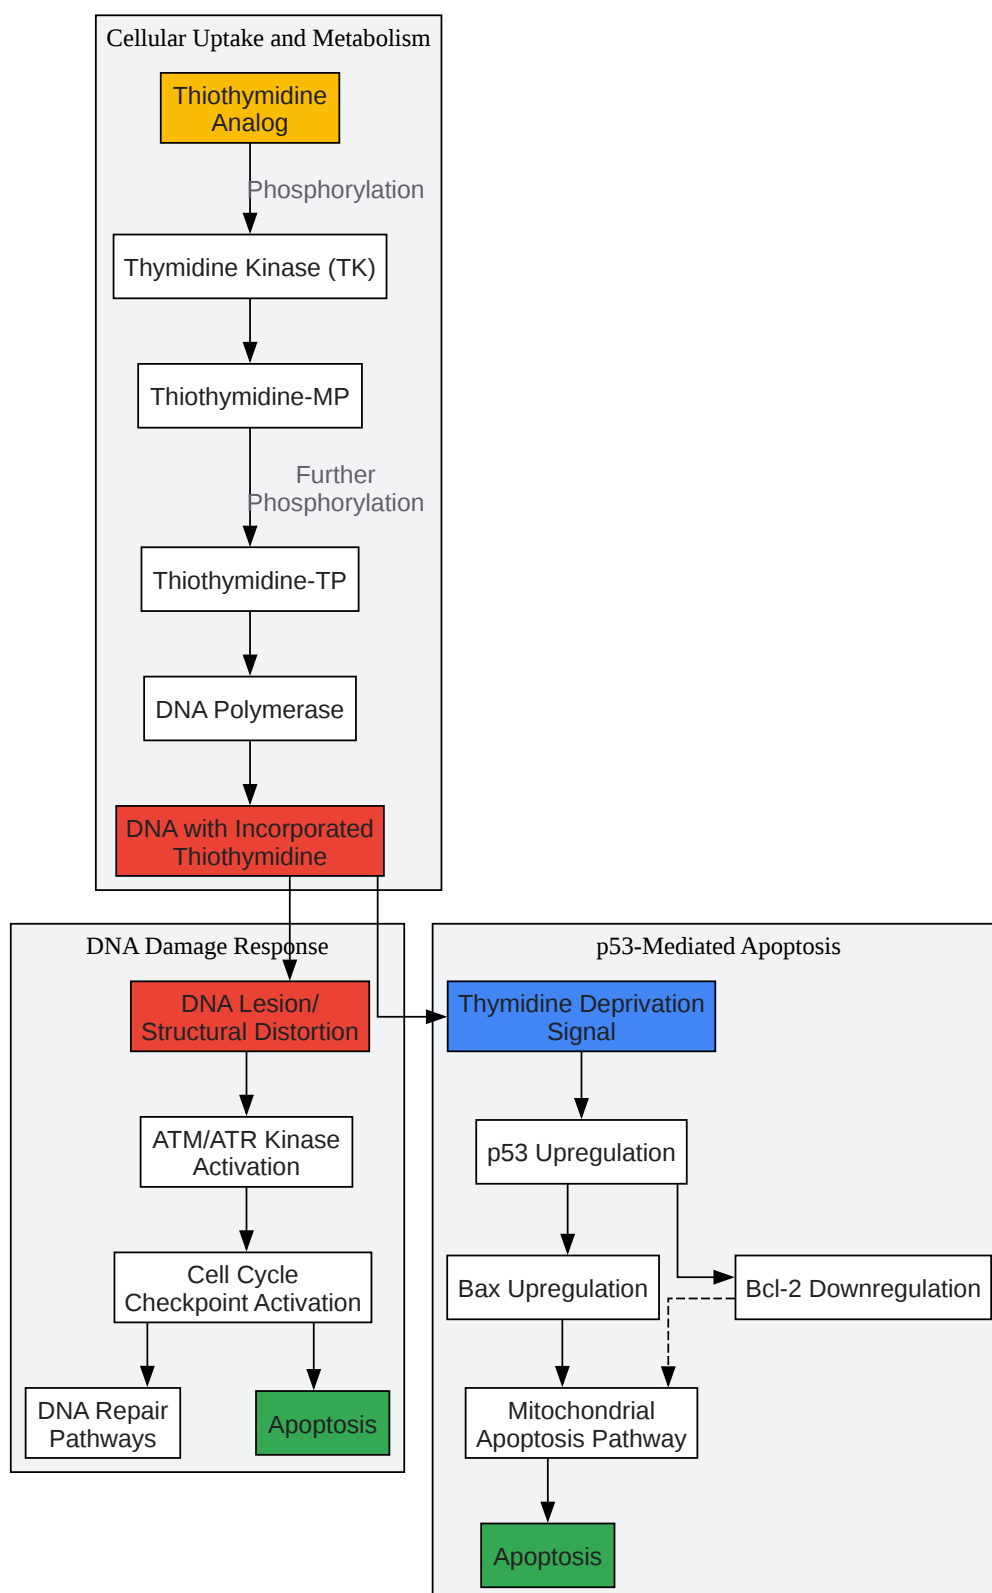 Cellular Uptake and Metabolism
Thiothymidine
Analog
Phosphorylation
Thymidine Kinase (TK)
Thiothymidine-MP
Further
Phosphorylation
Thiothymidine-TP
DNA Polymerase
DNA with Incorporated
Thiothymidine
DNA Damage Response
DNA Lesion/
Structural Distortion
ATM/ATR Kinase
Activation
Cell Cycle
Checkpoint Activation
DNA Repair
Pathways
Apoptosis
p53-Mediated Apoptosis
Thymidine Deprivation
Signal
p53 Upregulation
Bax Upregulation
Bcl-2 Downregulation
Mitochondrial
Apoptosis Pathway
Apoptosis